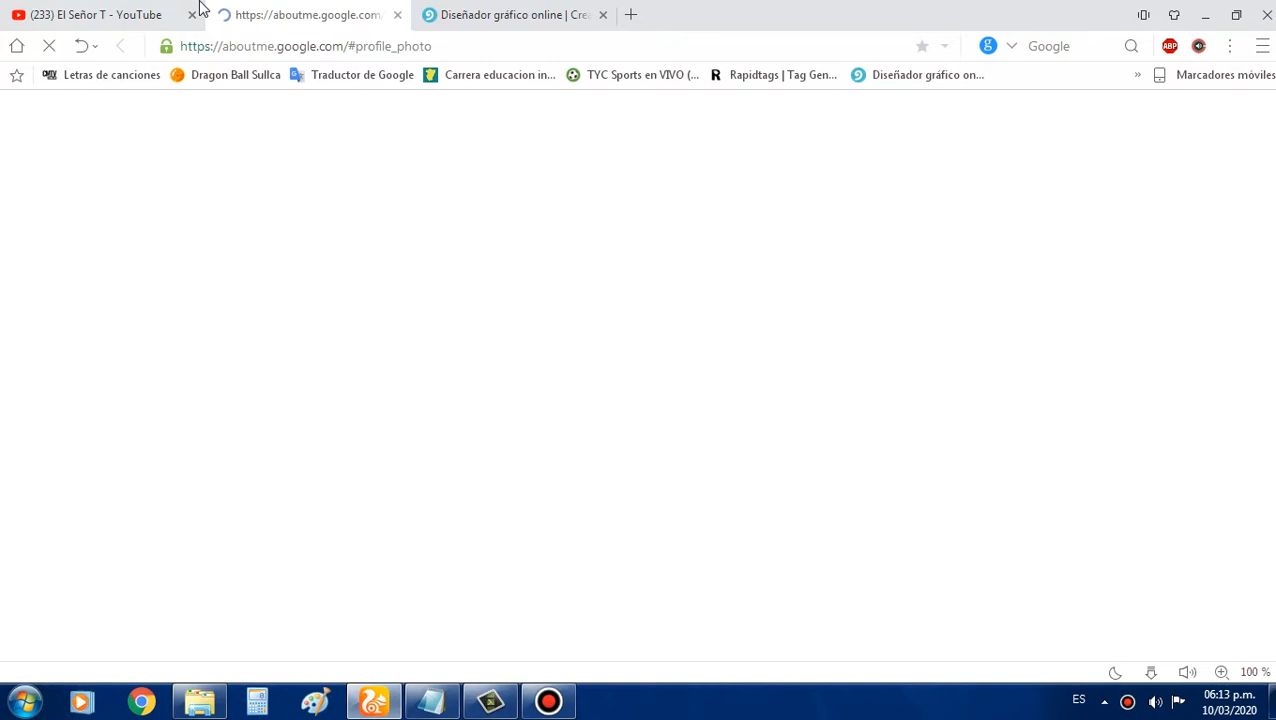 (233) El Señor T - YouTube
https://aboutme.google.com/
Diseñador gráfico online | Crea
https://aboutme.google.com/#profile_photo
g
Google
ABP
Letras de canciones
Dragon Ball Sullca
Traductor de Google
Carrera educacion in...
TYC Sports en VIVO (...
R
Rapidtags | Tag Gen...
Diseñador gráfico on...
»
Marcadores móviles
100 %
ES
06:13 p.m.
10/03/2020